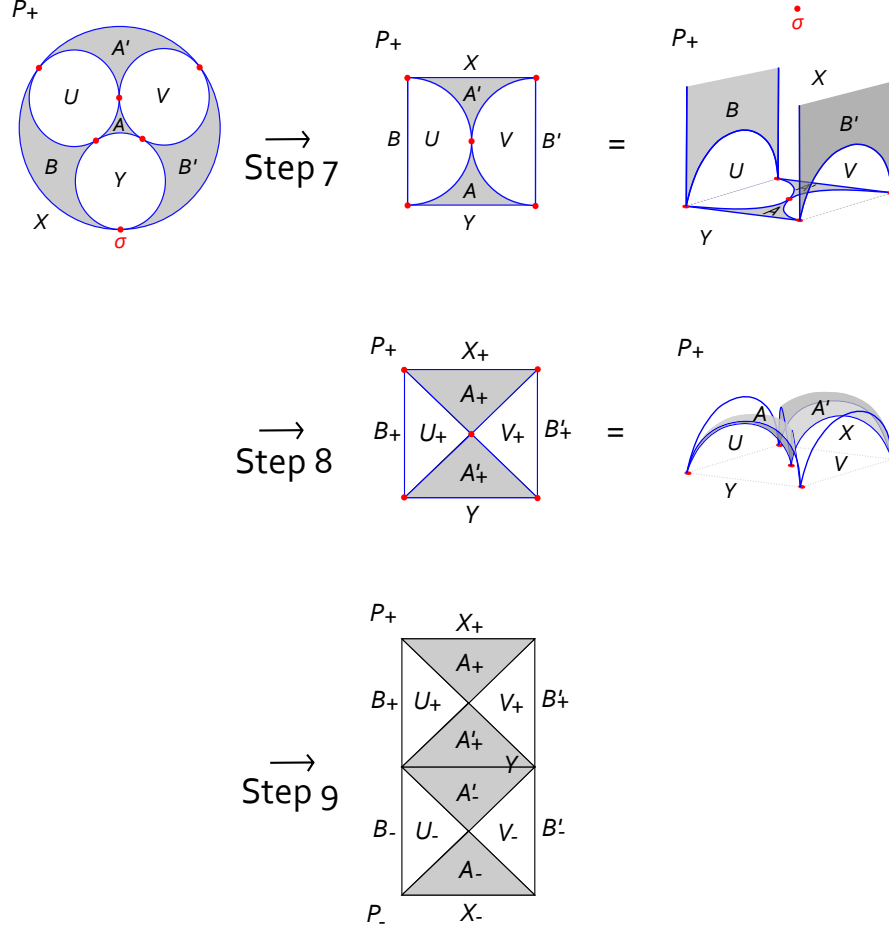 P₊
A'
U
V
A
B
B'
Y
X
σ
→
Step 7
P₊
X
A'
B
U
V
B'
A
Y
=
σ
P₊
X
B
B'
U
V
A'
A
Y
→
Step 8
P₊
X₊
A₊
B₊
U₊
V₊
B'₊
A'₊
Y
=
P₊
A
A'
U
X
V
Y
→
Step 9
P₊
X₊
A₊
B₊
U₊
V₊
B'₊
A'₊
Y
A'₋
B₋
U₋
V₋
B'₋
A₋
P₋
X₋